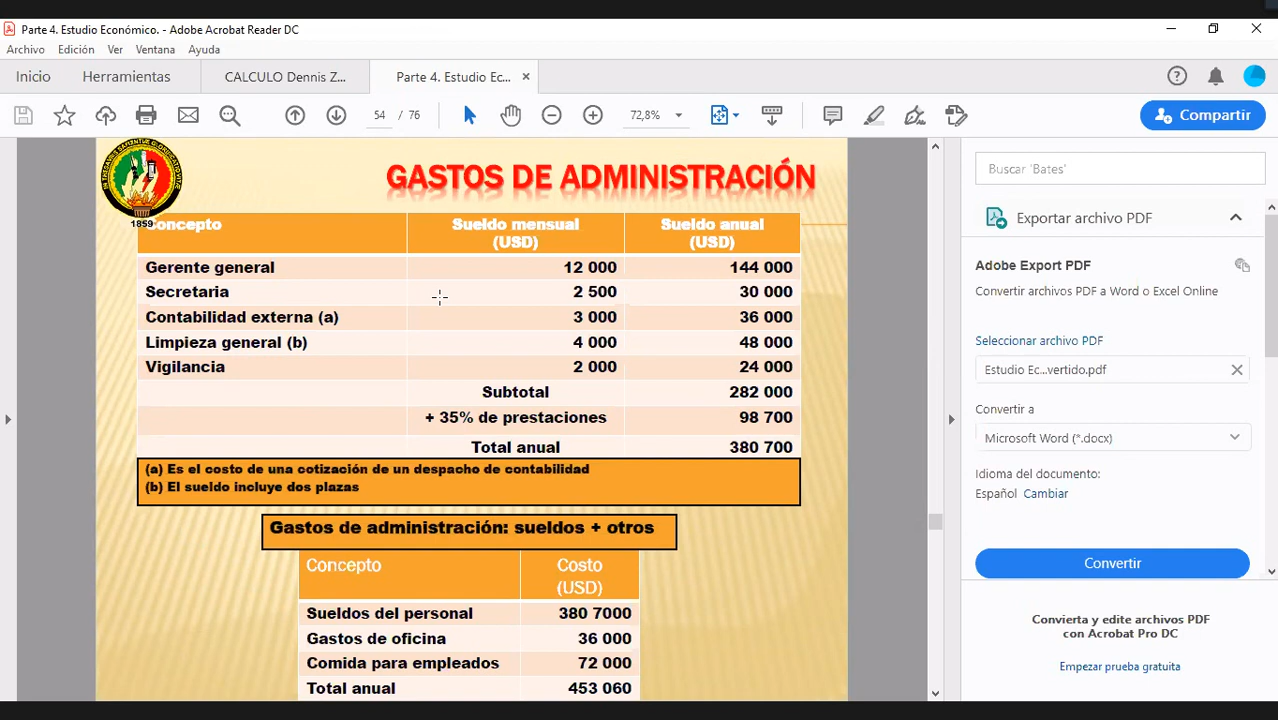 Parte 4. Estudio Económico. - Adobe Acrobat Reader DC
Archivo Edición Ver Ventana Ayuda
Inicio Herramientas CALCULO Dennis Z... Parte 4. Estudio Ec... ×
54 / 76 72,8% Compartir
GASTOS DE ADMINISTRACIÓN
1859
Concepto Sueldo mensual (USD) Sueldo anual (USD)
Gerente general 12 000 144 000
Secretaria 2 500 30 000
Contabilidad externa (a) 3 000 36 000
Limpieza general (b) 4 000 48 000
Vigilancia 2 000 24 000
Subtotal 282 000
+ 35% de prestaciones 98 700
Total anual 380 700
(a) Es el costo de una cotización de un despacho de contabilidad
(b) El sueldo incluye dos plazas
Gastos de administración: sueldos + otros
Concepto Costo (USD)
Sueldos del personal 380 7000
Gastos de oficina 36 000
Comida para empleados 72 000
Total anual 453 060
Buscar 'Bates'
Exportar archivo PDF
Adobe Export PDF
Convertir archivos PDF a Word o Excel Online
Seleccionar archivo PDF
Estudio Ec...vertido.pdf
Convertir a
Microsoft Word (*.docx)
Idioma del documento:
Español Cambiar
Convertir
Convierta y edite archivos PDF
con Acrobat Pro DC
Empezar prueba gratuita